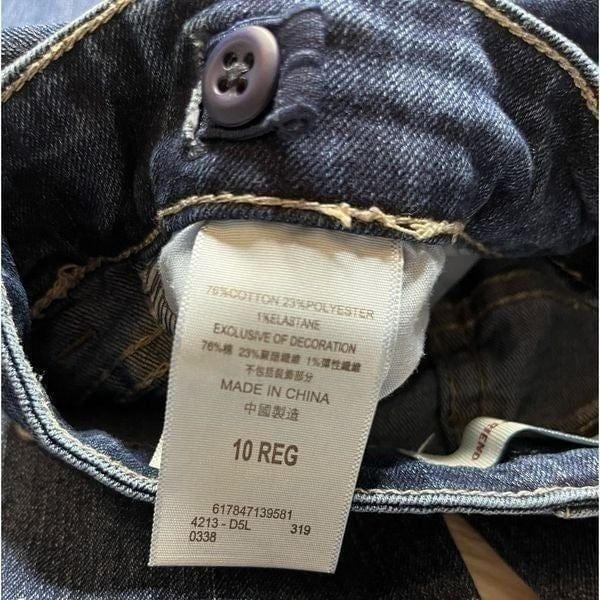 76%COTTON 23%POLYESTER
1%ELASTANE
EXCLUSIVE OF DECORATION
76%棉 23%聚酯纖維 1%彈性纖維
不包括裝飾部分
MADE IN CHINA
中國製造
10 REG
617847139581
4213 - D5L 319
0338